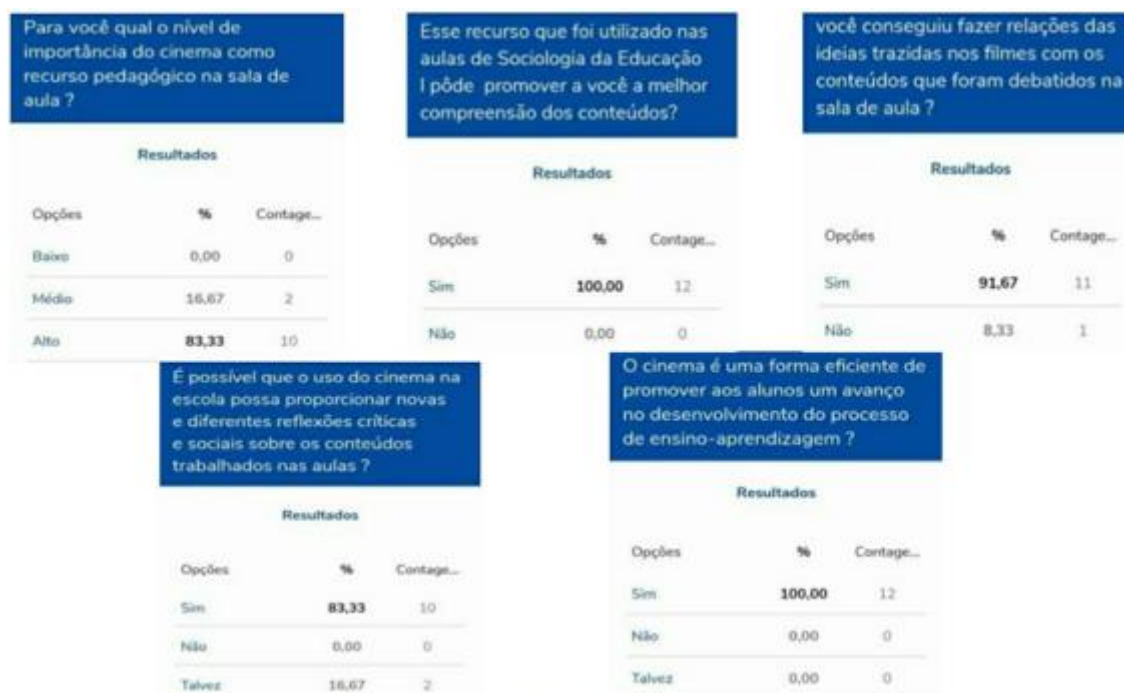 Para você qual o nível de
importância do cinema como
recurso pedagógico na sala de
aula ?
Resultados
Opções % Contage...
Baixo 0,00 0
Médio 16,67 2
Alto 83,33 10
Esse recurso que foi utilizado nas
aulas de Sociologia da Educação
I pôde promover a você a melhor
compreensão dos conteúdos?
Resultados
Opções % Contage...
Sim 100,00 12
Não 0,00 0
você conseguiu fazer relações das
ideias trazidas nos filmes com os
conteúdos que foram debatidos na
sala de aula ?
Resultados
Opções % Contage...
Sim 91,67 11
Não 8,33 1
É possível que o uso do cinema na
escola possa proporcionar novas
e diferentes reflexões críticas
e sociais sobre os conteúdos
trabalhados nas aulas ?
Resultados
Opções % Contage...
Sim 83,33 10
Não 0,00 0
Talvez 16,67 2
O cinema é uma forma eficiente de
promover aos alunos um avanço
no desenvolvimento do processo
de ensino-aprendizagem ?
Resultados
Opções % Contage...
Sim 100,00 12
Não 0,00 0
Talvez 0,00 0